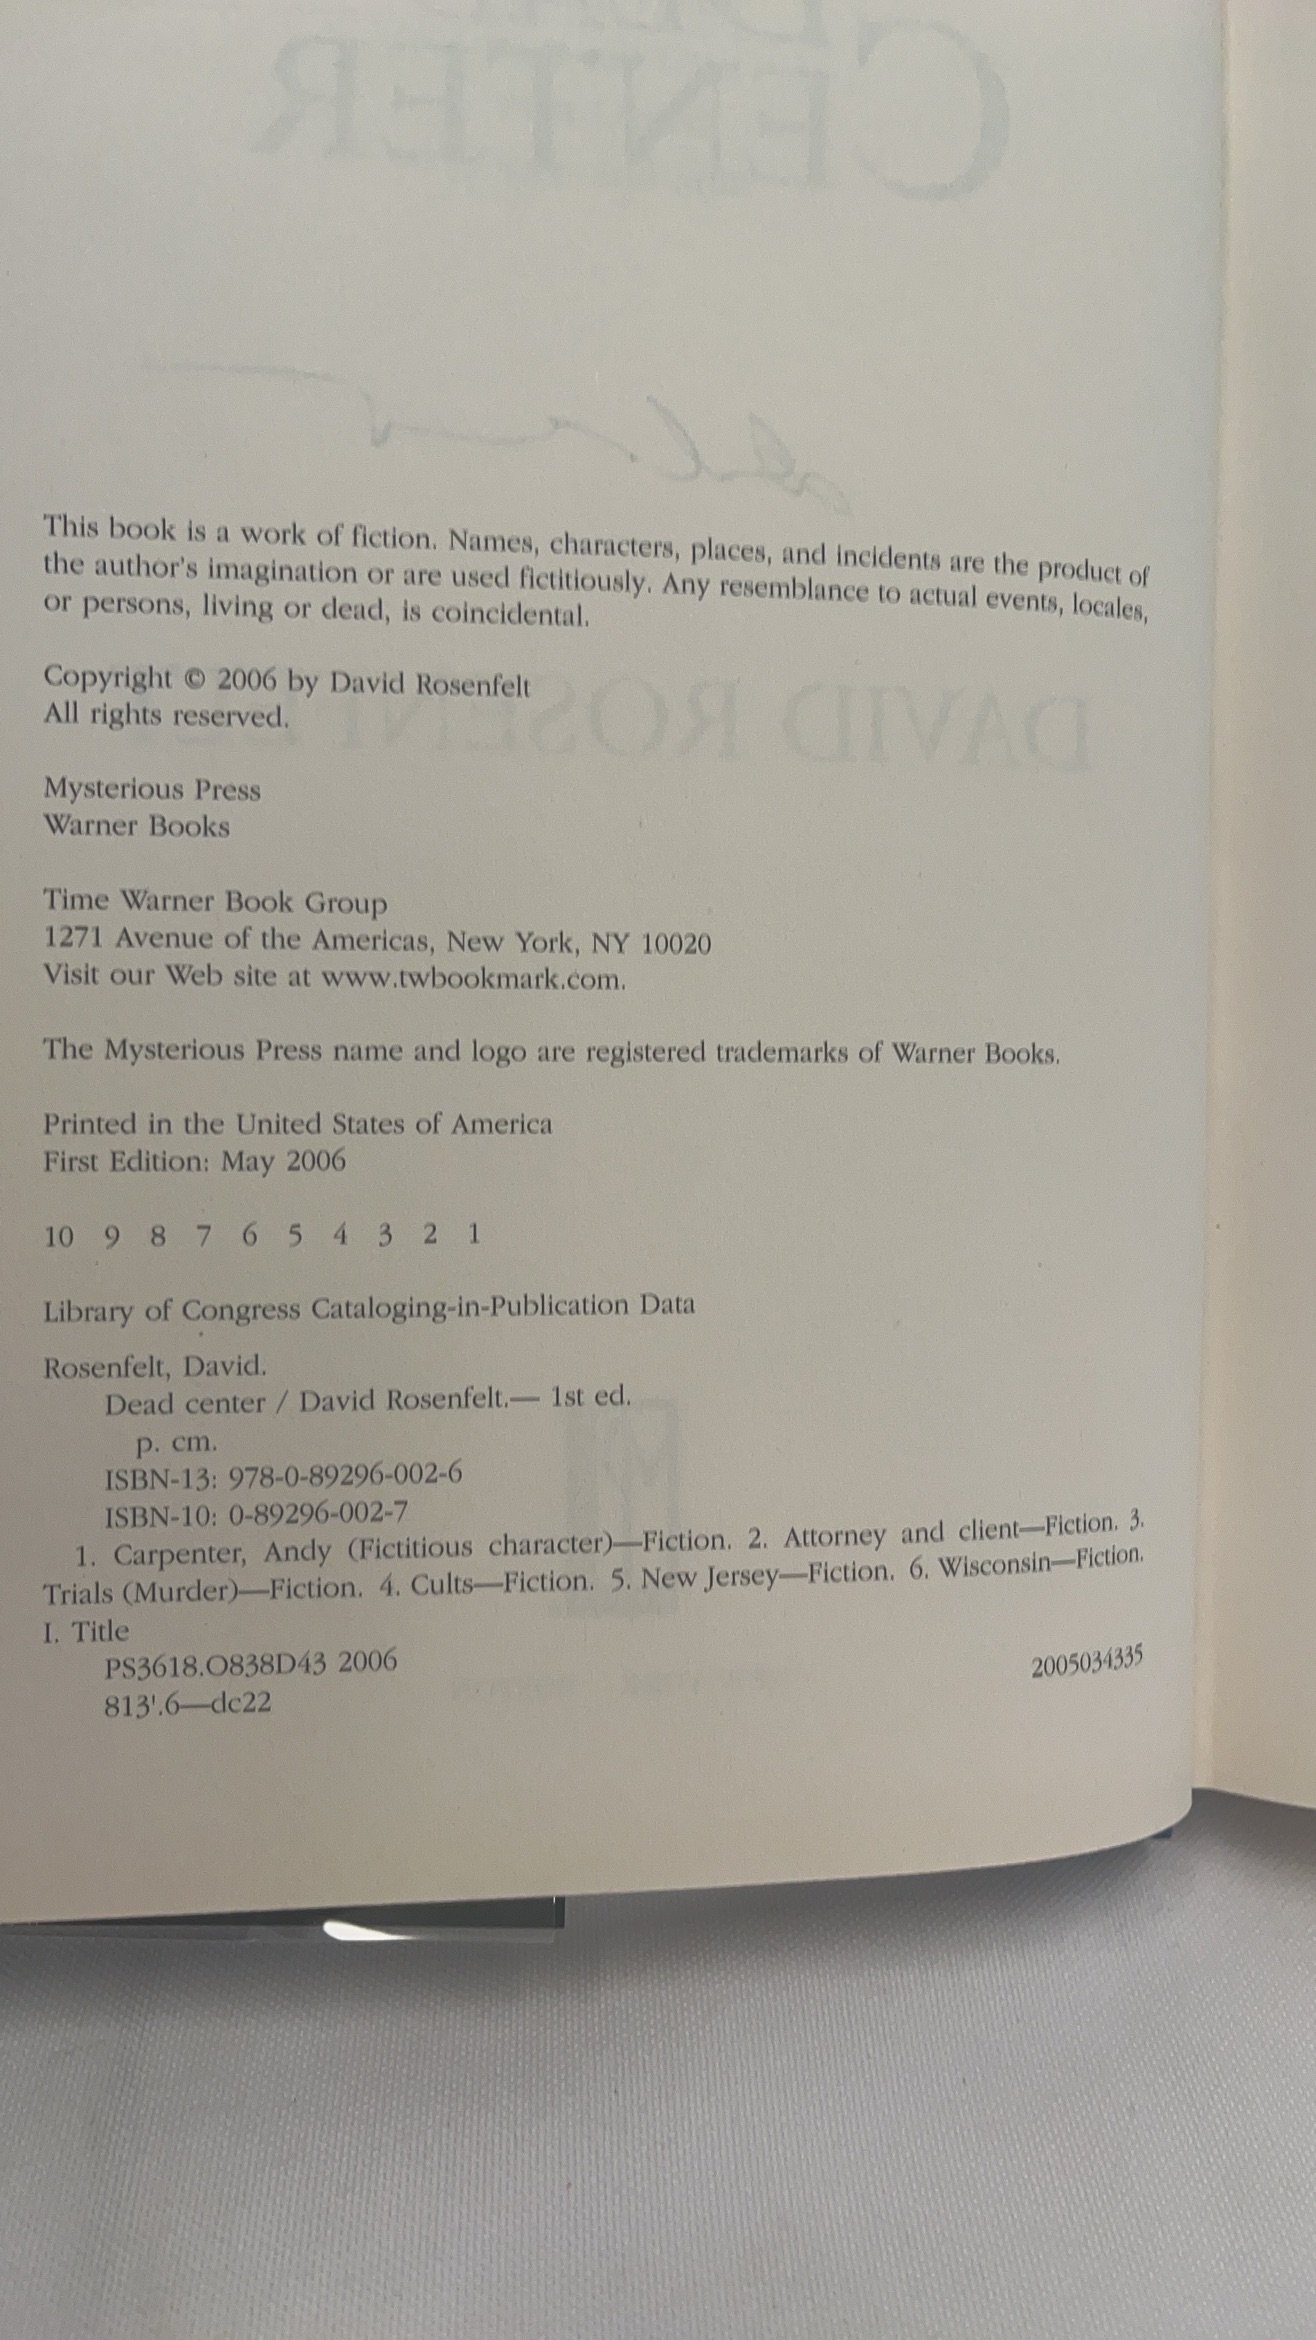 CENTER
This book is a work of fiction. Names, characters, places, and incidents are the product of
the author's imagination or are used fictitiously. Any resemblance to actual events, locales,
or persons, living or dead, is coincidental.
Copyright © 2006 by David Rosenfelt
All rights reserved.
DAVID ROSENFELT
Mysterious Press
Warner Books
Time Warner Book Group
1271 Avenue of the Americas, New York, NY 10020
Visit our Web site at www.twbookmark.com.
The Mysterious Press name and logo are registered trademarks of Warner Books.
Printed in the United States of America
First Edition: May 2006
10 9 8 7 6 5 4 3 2 1
Library of Congress Cataloging-in-Publication Data
Rosenfelt, David.
Dead center / David Rosenfelt.— 1st ed.
p. cm.
ISBN-13: 978-0-89296-002-6
ISBN-10: 0-89296-002-7
1. Carpenter, Andy (Fictitious character)—Fiction. 2. Attorney and client—Fiction. 3.
Trials (Murder)—Fiction. 4. Cults—Fiction. 5. New Jersey—Fiction. 6. Wisconsin—Fiction.
I. Title
PS3618.O838D43 2006 2005034335
813'.6—dc22